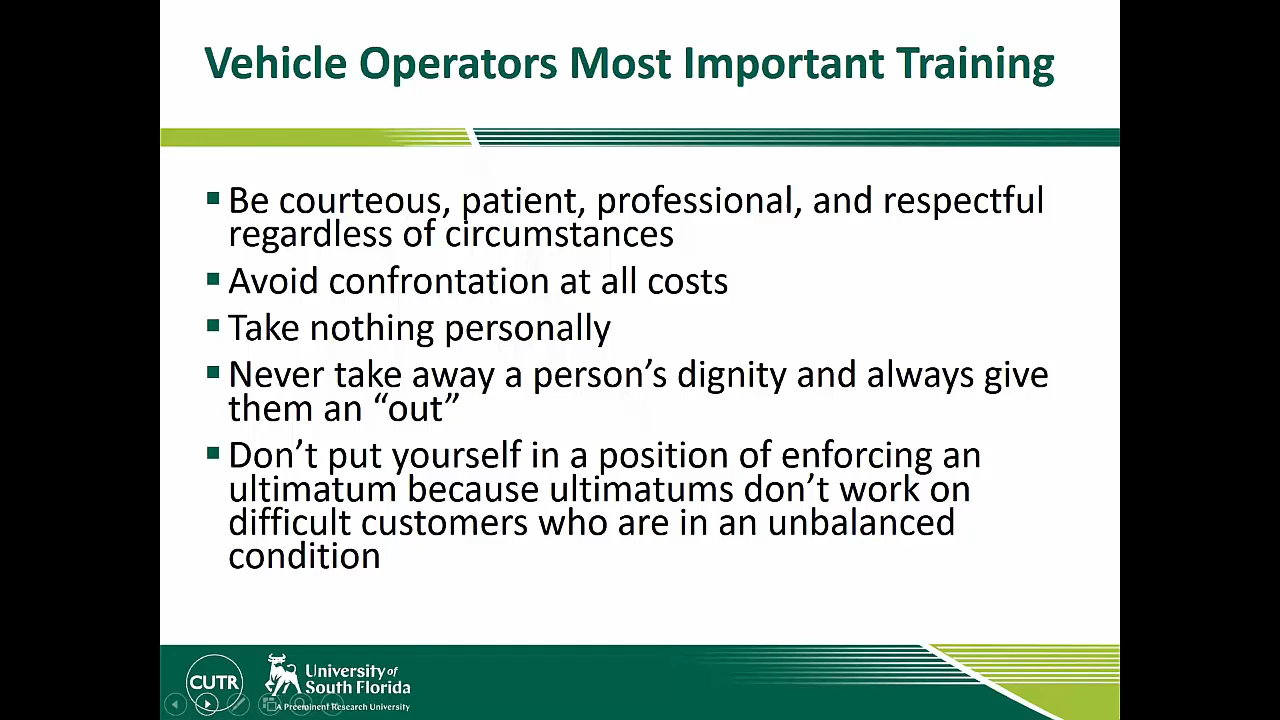 Vehicle Operators Most Important Training
Be courteous, patient, professional, and respectful
regardless of circumstances
Avoid confrontation at all costs
Take nothing personally
Never take away a person’s dignity and always give
them an “out”
Don’t put yourself in a position of enforcing an
ultimatum because ultimatums don’t work on
difficult customers who are in an unbalanced
condition
CUTR
University of
South Florida
A Preeminent Research University